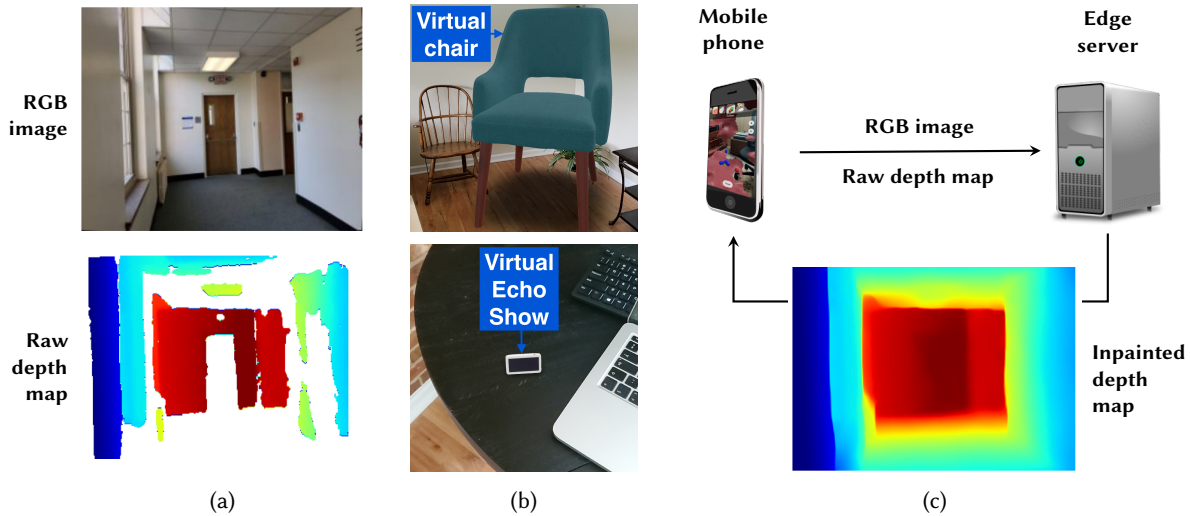 RGB
image
Raw
depth
map
(a)
Virtual
chair
Virtual
Echo
Show
(b)
Mobile
phone
Edge
server
RGB image
Raw depth map
Inpainted
depth
map
(c)